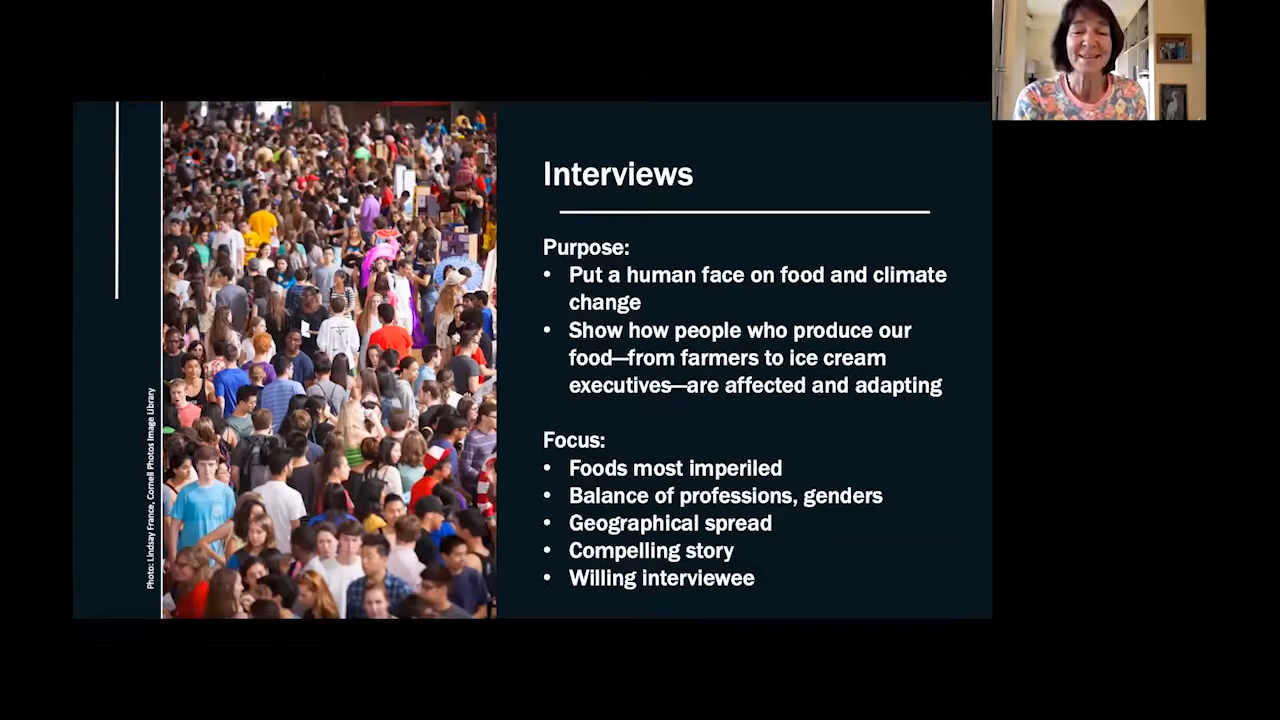 Interviews
Purpose:
• Put a human face on food and climate
change
• Show how people who produce our
food—from farmers to ice cream
executives—are affected and adapting
Focus:
• Foods most imperiled
• Balance of professions, genders
• Geographical spread
• Compelling story
• Willing interviewee
Photo: Lindsay France, Cornell Photos Image Library